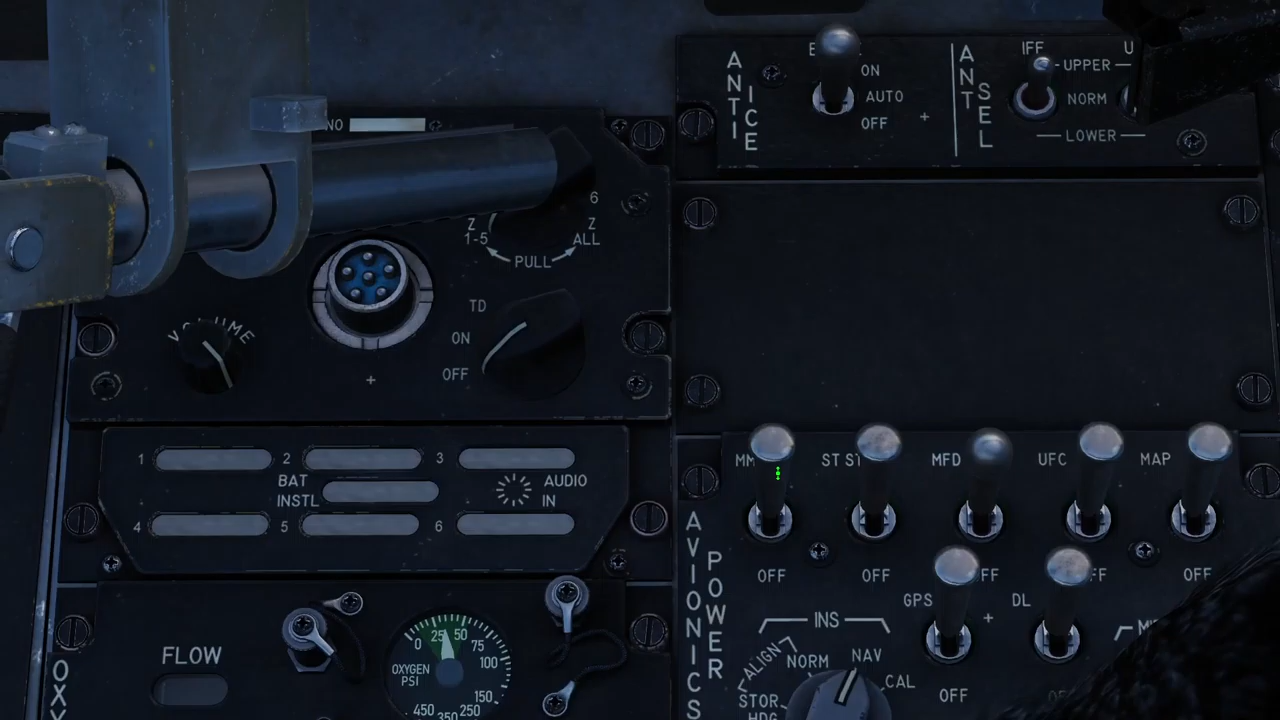 ANTI ICE
ON
AUTO
OFF
ANT SEL
IFF
UPPER
NORM
LOWER
NO
6
Z 1-5
Z ALL
PULL
VOLUME
TD
ON
OFF
1 2 3
BAT INSTL
AUDIO IN
4 5 6
FLOW
OXYGEN PSI
0 25 50 75 100 150 250 350 450
ST STA
MFD UFC MAP
AVIONICS POWER
OFF OFF OFF
GPS
DL
OFF
INS
ALIGN
NORM
NAV
CAL
STOR HDG